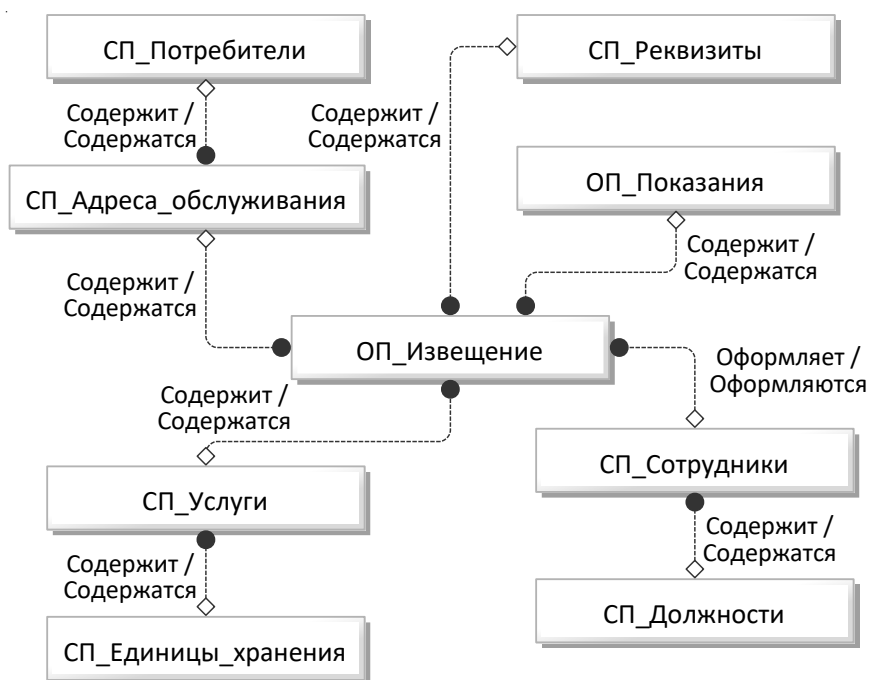 СП_Потребители
СП_Реквизиты
Содержит /
Содержатся
Содержит /
Содержатся
СП_Адреса_обслуживания
ОП_Показания
Содержит /
Содержатся
Содержит /
Содержатся
ОП_Извещение
Оформляет /
Оформляются
Содержит /
Содержатся
СП_Сотрудники
СП_Услуги
Содержит /
Содержатся
Содержит /
Содержатся
СП_Должности
СП_Единицы_хранения